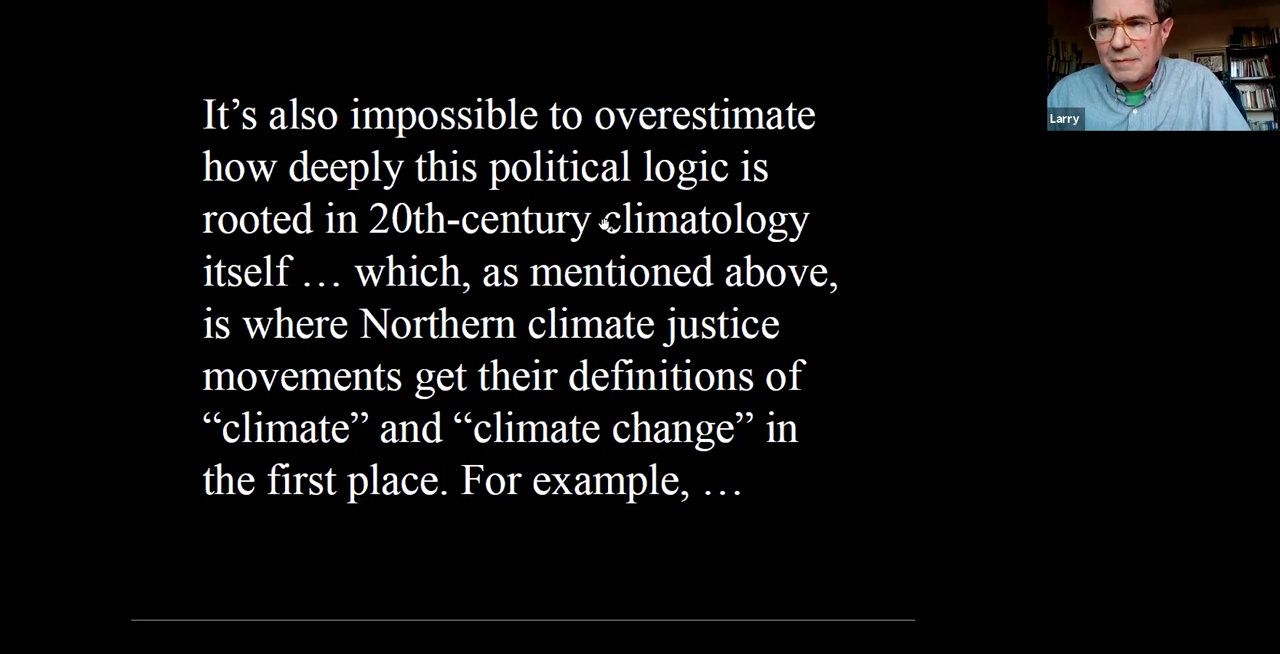 It’s also impossible to overestimate
how deeply this political logic is
rooted in 20th-century climatology
itself … which, as mentioned above,
is where Northern climate justice
movements get their definitions of
“climate” and “climate change” in
the first place. For example, …
Larry